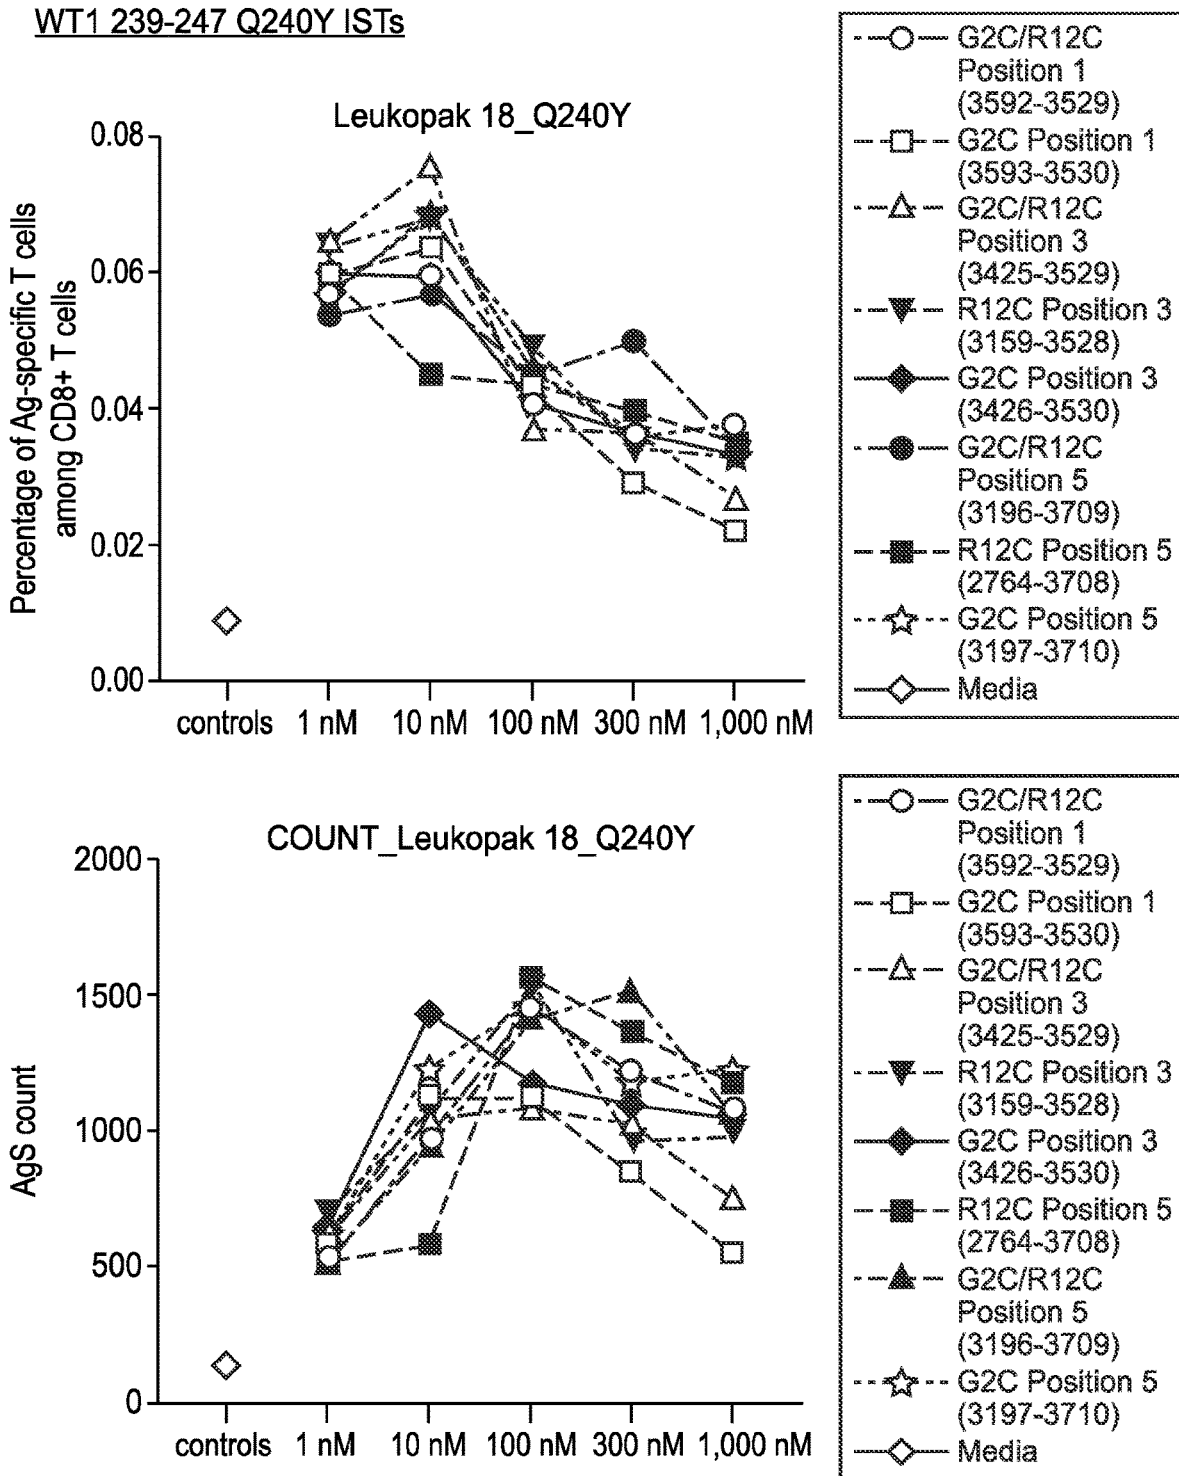 WT1 239-247 Q240Y ISTs
Leukopak 18_Q240Y
Percentage of Ag-specific T cells
among CD8+ T cells
0.08
0.06
0.04
0.02
0.00
controls 1 nM 10 nM 100 nM 300 nM 1,000 nM
G2C/R12C
Position 1
(3592-3529)
G2C Position 1
(3593-3530)
G2C/R12C
Position 3
(3425-3529)
R12C Position 3
(3159-3528)
G2C Position 3
(3426-3530)
G2C/R12C
Position 5
(3196-3709)
R12C Position 5
(2764-3708)
G2C Position 5
(3197-3710)
Media
COUNT_Leukopak 18_Q240Y
AgS count
2000
1500
1000
500
0
controls 1 nM 10 nM 100 nM 300 nM 1,000 nM
G2C/R12C
Position 1
(3592-3529)
G2C Position 1
(3593-3530)
G2C/R12C
Position 3
(3425-3529)
R12C Position 3
(3159-3528)
G2C Position 3
(3426-3530)
R12C Position 5
(2764-3708)
G2C/R12C
Position 5
(3196-3709)
G2C Position 5
(3197-3710)
Media